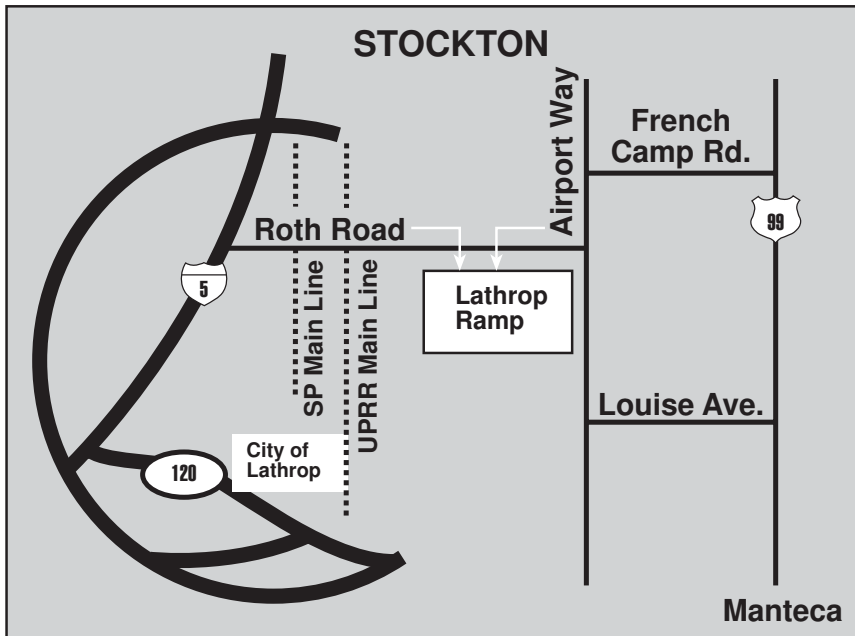 STOCKTON
Airport Way
French
Camp Rd.
99
Roth Road
5
SP Main Line
UPRR Main Line
Lathrop
Ramp
Louise Ave.
City of
Lathrop
120
Manteca